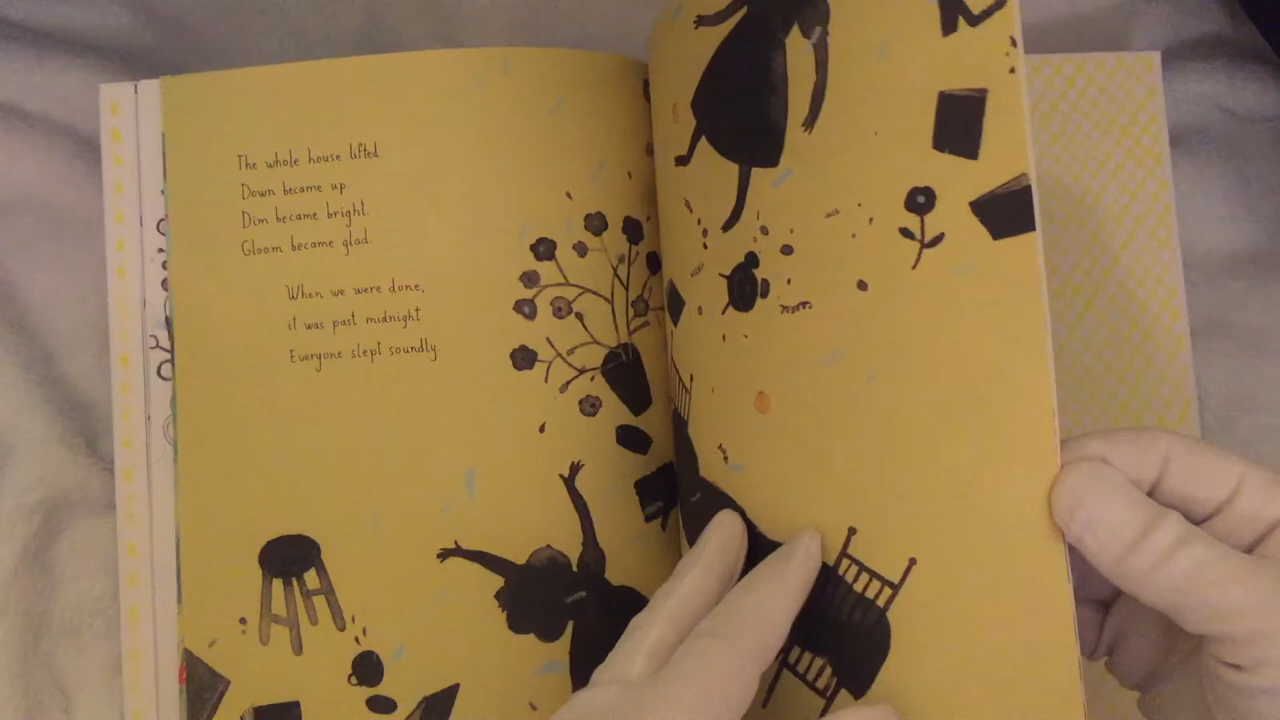 The whole house lifted
Down became up.
Dim became bright.
Gloom became glad.
When we were done,
it was past midnight.
Everyone slept soundly.